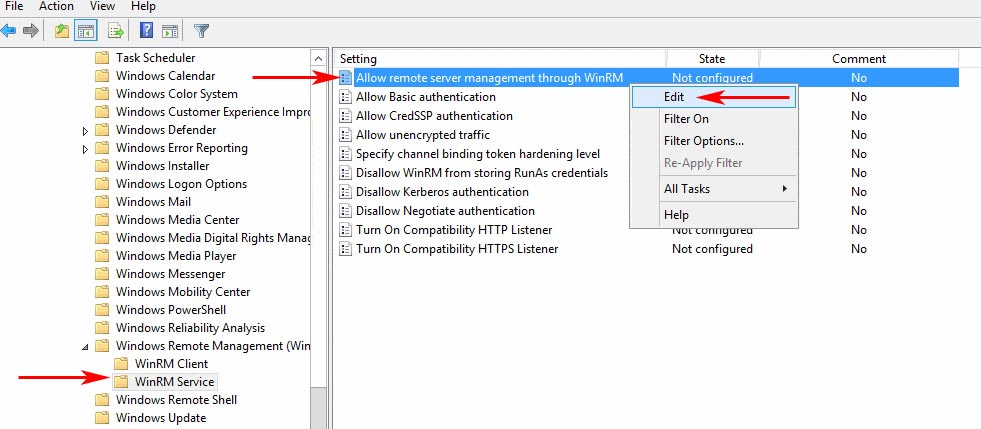 File Action View Help
Task Scheduler
Windows Calendar
Windows Color System
Windows Customer Experience Impr
Windows Defender
Windows Error Reporting
Windows Installer
Windows Logon Options
Windows Mail
Windows Media Center
Windows Media Digital Rights Manag
Windows Media Player
Windows Messenger
Windows Mobility Center
Windows PowerShell
Windows Reliability Analysis
Windows Remote Management (Win
WinRM Client
WinRM Service
Windows Remote Shell
Windows Update
Setting State Comment
Allow remote server management through WinRM Not configured No
Allow Basic authentication No
Allow CredSSP authentication No
Allow unencrypted traffic No
Specify channel binding token hardening level No
Disallow WinRM from storing RunAs credentials No
Disallow Kerberos authentication No
Disallow Negotiate authentication No
Turn On Compatibility HTTP Listener Not configured No
Turn On Compatibility HTTPS Listener Not configured No
Edit
Filter On
Filter Options...
Re-Apply Filter
All Tasks
Help